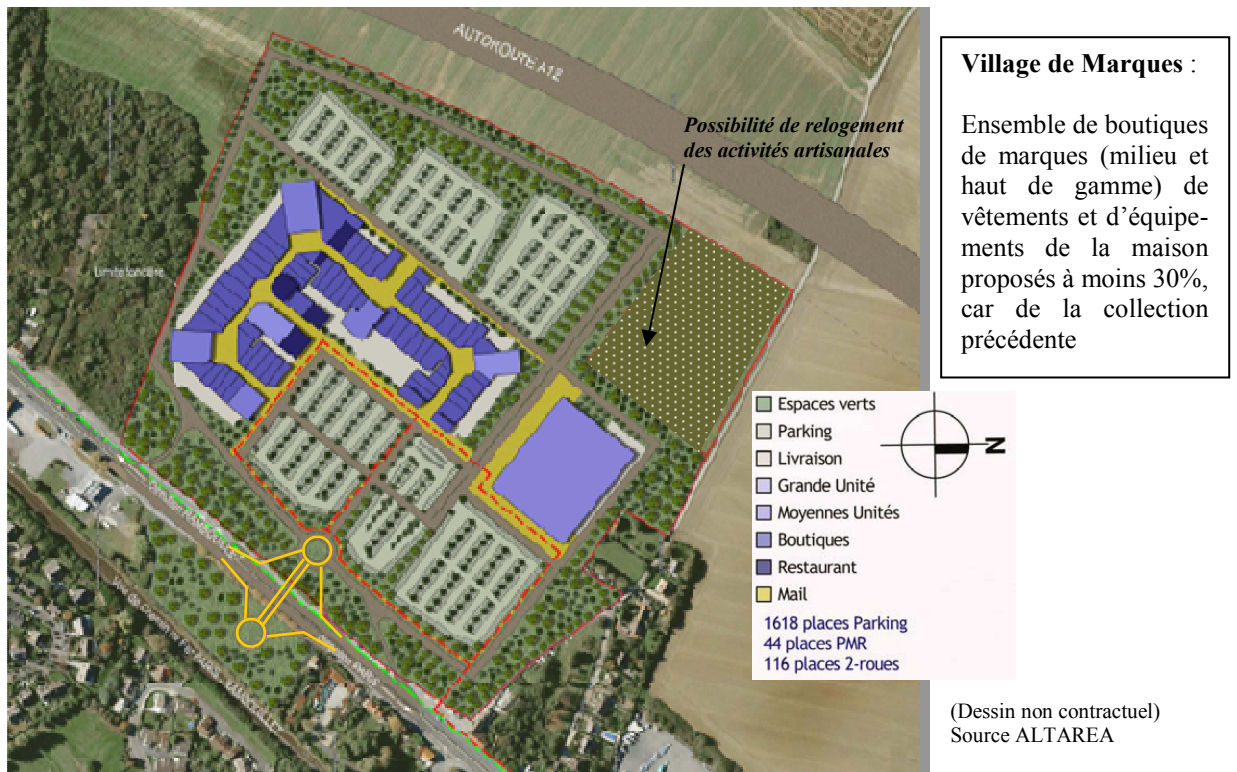 AUTOROUTE A12
Possibilité de relogement
des activités artisanales
Limite foncière
Village de Marques :
Ensemble de boutiques
de marques (milieu et
haut de gamme) de
vêtements et d'équipe-
ments de la maison
proposés à moins 30%,
car de la collection
précédente
Espaces verts
Parking
Livraison
Grande Unité
Moyennes Unités
Boutiques
Restaurant
Mail
N
1618 places Parking
44 places PMR
116 places 2-roues
(Dessin non contractuel)
Source ALTAREA